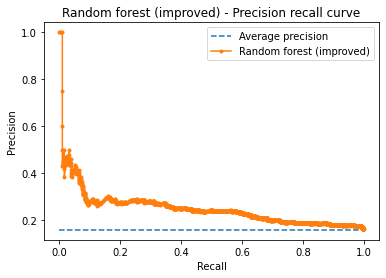 Random forest (improved) - Precision recall curve
Average precision
Random forest (improved)
Precision
1.0
0.8
0.6
0.4
0.2
0.0 0.2 0.4 0.6 0.8 1.0
Recall